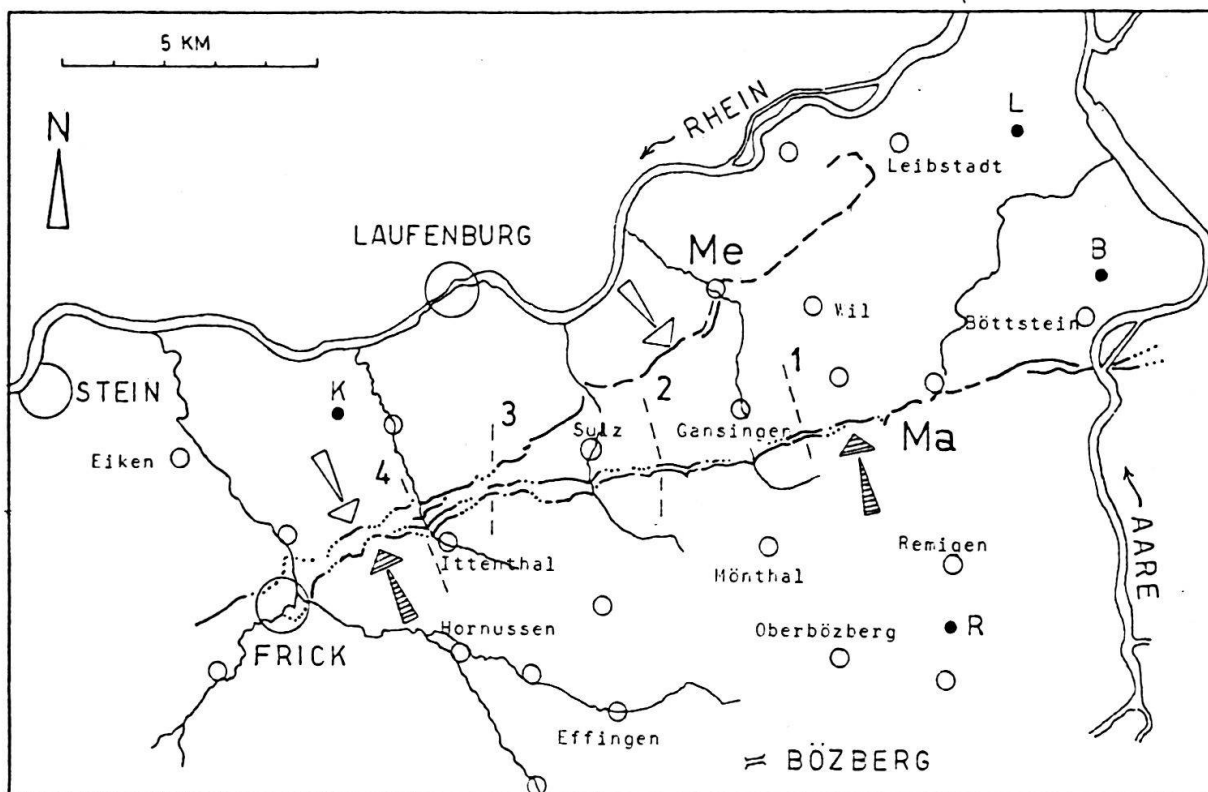 5 KM
N
RHEIN
L
Leibstadt
LAUFENBURG
Me
B
Wil
Böttstein
STEIN
K
1
2
3
Sulz
Gansingen
Ma
Eiken
4
AARE
Ittenthal
Mönthal
Remigen
Hornussen
Oberbözberg
R
FRICK
Effingen
BÖZBERG